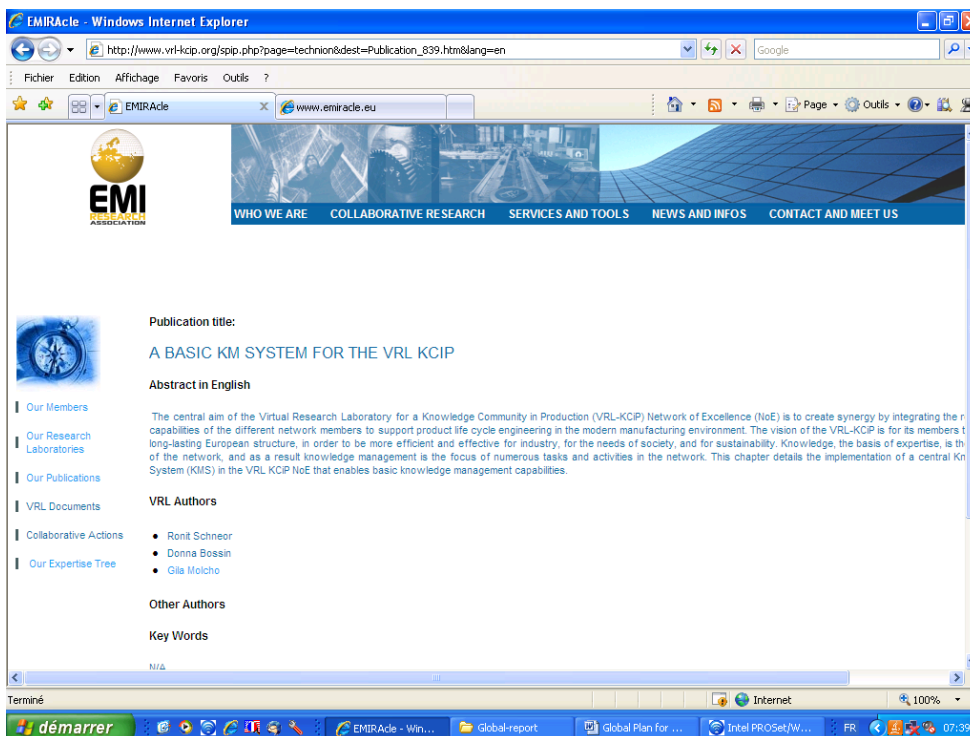 EMIRAcle - Windows Internet Explorer
http://www.vrl-kcip.org/spip.php?page=technion&dest=Publication_839.htm&lang=en
Google
Fichier Edition Affichage Favoris Outils ?
EMIRAcle www.emiracle.eu Page Outils
EMI
RESEARCH
ASSOCIATION
WHO WE ARE COLLABORATIVE RESEARCH SERVICES AND TOOLS NEWS AND INFOS CONTACT AND MEET US
Publication title:
A BASIC KM SYSTEM FOR THE VRL KCIP
Abstract in English
The central aim of the Virtual Research Laboratory for a Knowledge Community in Production (VRL-KCiP) Network of Excellence (NoE) is to create synergy by integrating the
capabilities of the different network members to support product life cycle engineering in the modern manufacturing environment. The vision of the VRL-KCiP is for its members
long-lasting European structure, in order to be more efficient and effective for industry, for the needs of society, and for sustainability. Knowledge, the basis of expertise, is
of the network, and as a result knowledge management is the focus of numerous tasks and activities in the network. This chapter details the implementation of a central
System (KMS) in the VRL KCiP NoE that enables basic knowledge management capabilities.
VRL Authors
Ronit Schneor
Donna Bossin
Gila Molcho
Other Authors
Key Words
N/A
Our Members
Our Research
Laboratories
Our Publications
VRL Documents
Collaborative Actions
Our Expertise Tree
Terminé Internet 100%
démarrer EMIRAcle - Win... Global-report Global Plan for ... Intel PROSet/W... FR 07:39